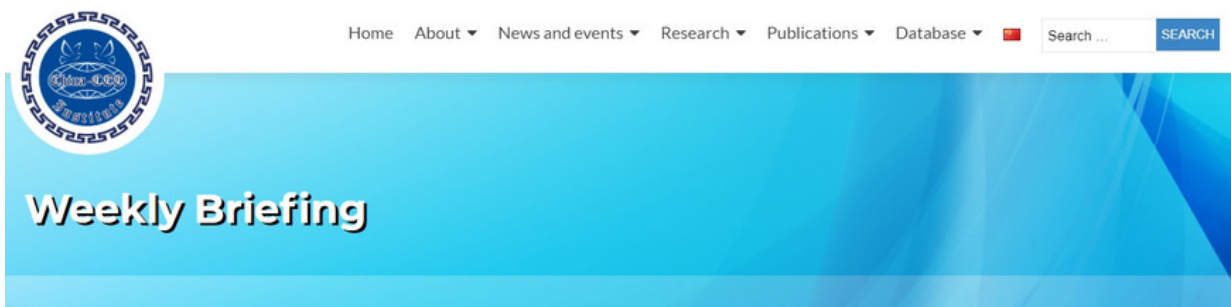 Home About News and events Research Publications Database Search ... SEARCH
China-CEE
Institute
Weekly Briefing